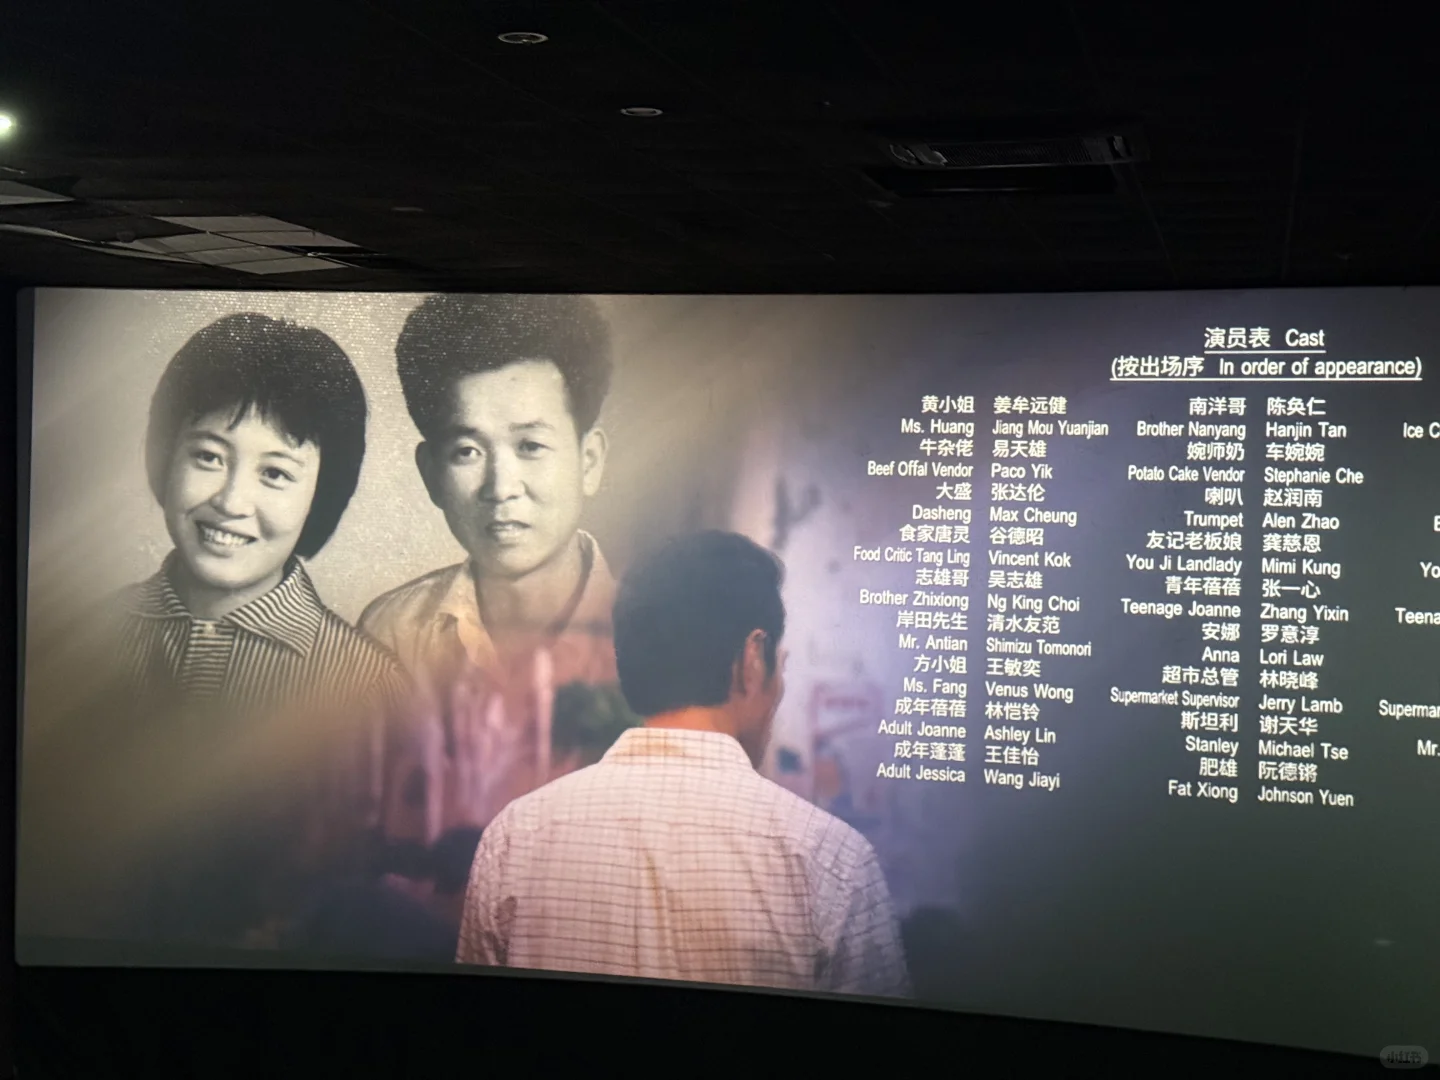 演员表 Cast
(按出场序 In order of appearance)
黄小姐 姜牟远健
Ms. Huang Jiang Mou Yuanjian
牛杂佬 易天雄
Beef Offal Vendor Paco Yik
大盛 张达伦
Dasheng Max Cheung
食家唐灵 谷德昭
Food Critic Tang Ling Vincent Kok
志雄哥 吴志雄
Brother Zhixiong Ng King Choi
岸田先生 清水友范
Mr. Antian Shimizu Tomonori
方小姐 王敏奕
Ms. Fang Venus Wong
成年蓓蓓 林恺铃
Adult Joanne Ashley Lin
成年蓬蓬 王佳怡
Adult Jessica Wang Jiayi
南洋哥 陈奂仁
Brother Nanyang Hanjin Tan
婉师奶 车婉婉
Potato Cake Vendor Stephanie Che
喇叭 赵润南
Trumpet Alen Zhao
友记老板娘 龚慈恩
You Ji Landlady Mimi Kung
青年蓓蓓 张一心
Teenage Joanne Zhang Yixin
安娜 罗意淳
Anna Lori Law
超市总管 林晓峰
Supermarket Supervisor Jerry Lamb
斯坦利 谢天华
Stanley Michael Tse
肥雄 阮德锵
Fat Xiong Johnson Yuen
Ice C
E
Yo
Teena
Supermar
Mr.
小红书